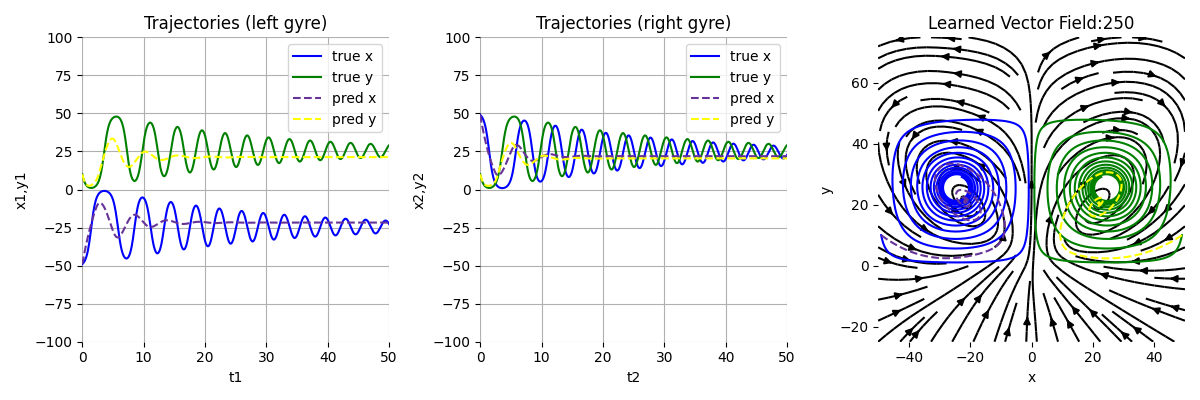 Trajectories (left gyre)
100
75
50
25
0
−25
−50
−75
−100
0
10
20
30
40
50
x1,y1
t1
true x
true y
pred x
pred y
Trajectories (right gyre)
100
75
50
25
0
−25
−50
−75
−100
0
10
20
30
40
50
x2,y2
t2
true x
true y
pred x
pred y
Learned Vector Field:250
60
40
20
0
−20
−40
−20
0
20
40
y
x